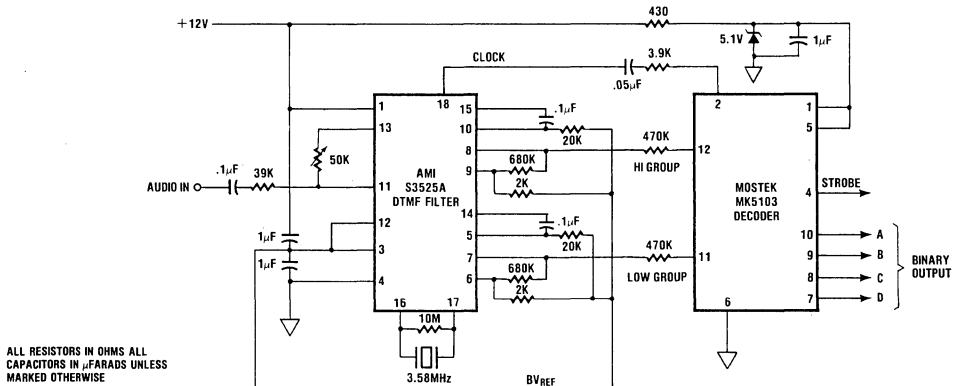 430
+12V
5.1V
1µF
CLOCK
3.9K
.05µF
18
2
1
15
.1µF
1
13
10
20K
5
50K
8
470K
12
680K
HI GROUP
.1µF
39K
AMI
S3525A
DTMF FILTER
9
2K
MOSTEK
MK5103
DECODER
AUDIO IN
11
4
STROBE
14
.1µF
12
5
20K
10
A
1µF
3
7
470K
11
9
B
BINARY
OUTPUT
1µF
680K
LOW GROUP
8
C
4
6
2K
7
D
16
17
6
10M
3.58MHz
BVREF
ALL RESISTORS IN OHMS ALL
CAPACITORS IN µFARADS UNLESS
MARKED OTHERWISE